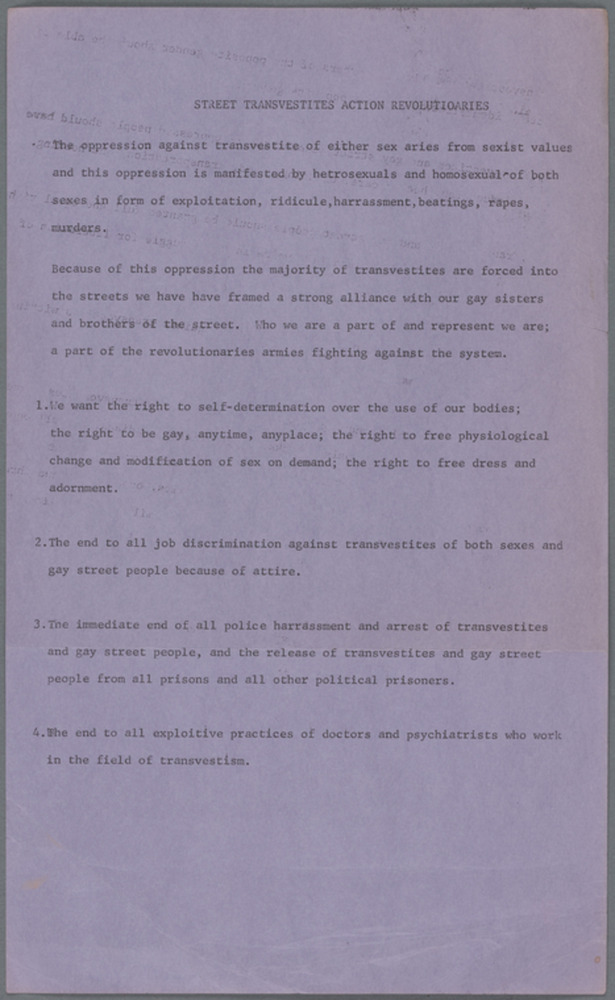 STREET TRANSVESTITES ACTION REVOLUTIOARIES
The oppression against transvestite of either sex aries from sexist values
and this oppression is manifested by hetrosexuals and homosexual of both
sexes in form of exploitation, ridicule,harrassment,beatings, rapes,
murders.
Because of this oppression the majority of transvestites are forced into
the streets we have have framed a strong alliance with our gay sisters
and brothers of the street. Who we are a part of and represent we are;
a part of the revolutionaries armies fighting against the system.
1.We want the right to self-determination over the use of our bodies;
the right to be gay, anytime, anyplace; the right to free physiological
change and modification of sex on demand; the right to free dress and
adornment.
2.The end to all job discrimination against transvestites of both sexes and
gay street people because of attire.
3.The immediate end of all police harrassment and arrest of transvestites
and gay street people, and the release of transvestites and gay street
people from all prisons and all other political prisoners.
4.The end to all exploitive practices of doctors and psychiatrists who work
in the field of transvestism.